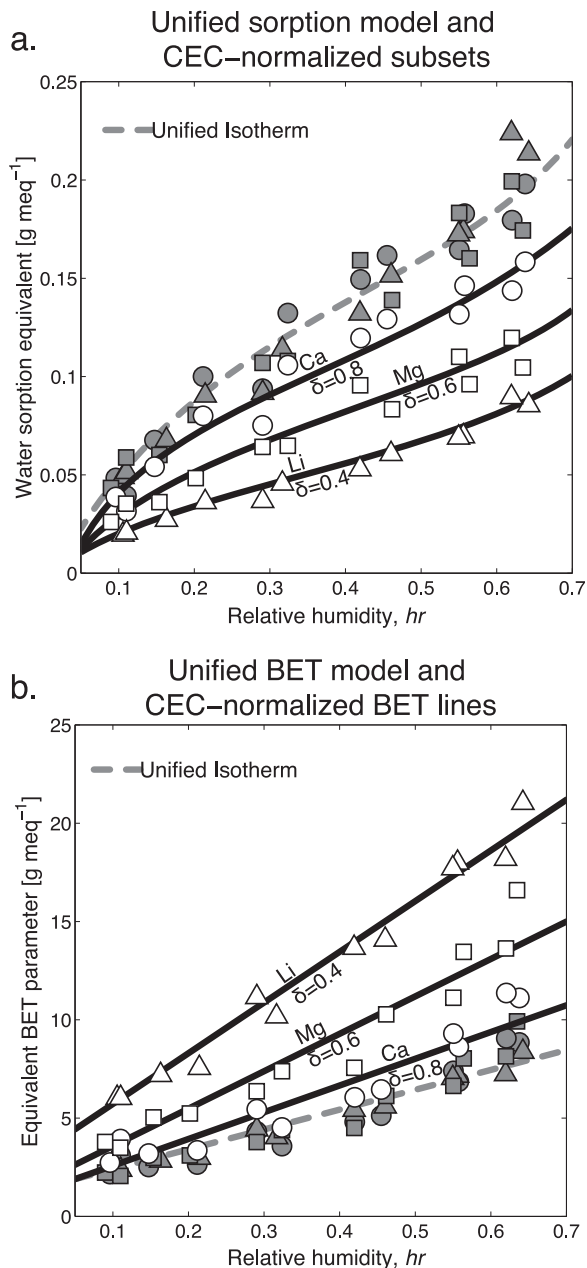 a.
Unified sorption model and
CEC−normalized subsets
Water sorption equivalent [g meq⁻¹]
0.25
0.2
0.15
0.1
0.05
0
Unified Isotherm
Ca
δ=0.8
Mg
δ=0.6
Li
δ=0.4
0.1 0.2 0.3 0.4 0.5 0.6 0.7
Relative humidity, hr
b.
Unified BET model and
CEC−normalized BET lines
Equivalent BET parameter [g meq⁻¹]
25
20
15
10
5
0
Unified Isotherm
Li
δ=0.4
Mg
δ=0.6
Ca
δ=0.8
0.1 0.2 0.3 0.4 0.5 0.6 0.7
Relative humidity, hr